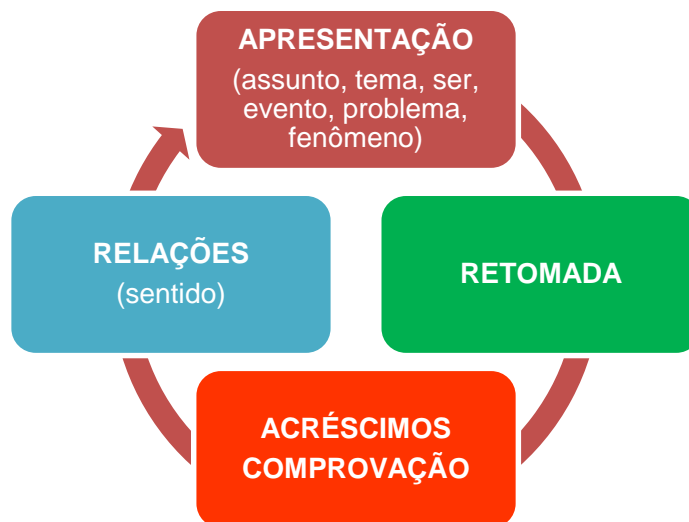 APRESENTAÇÃO
(assunto, tema, ser,
evento, problema,
fenômeno)
RETOMADA
ACRÉSCIMOS
COMPROVAÇÃO
RELAÇÕES
(sentido)